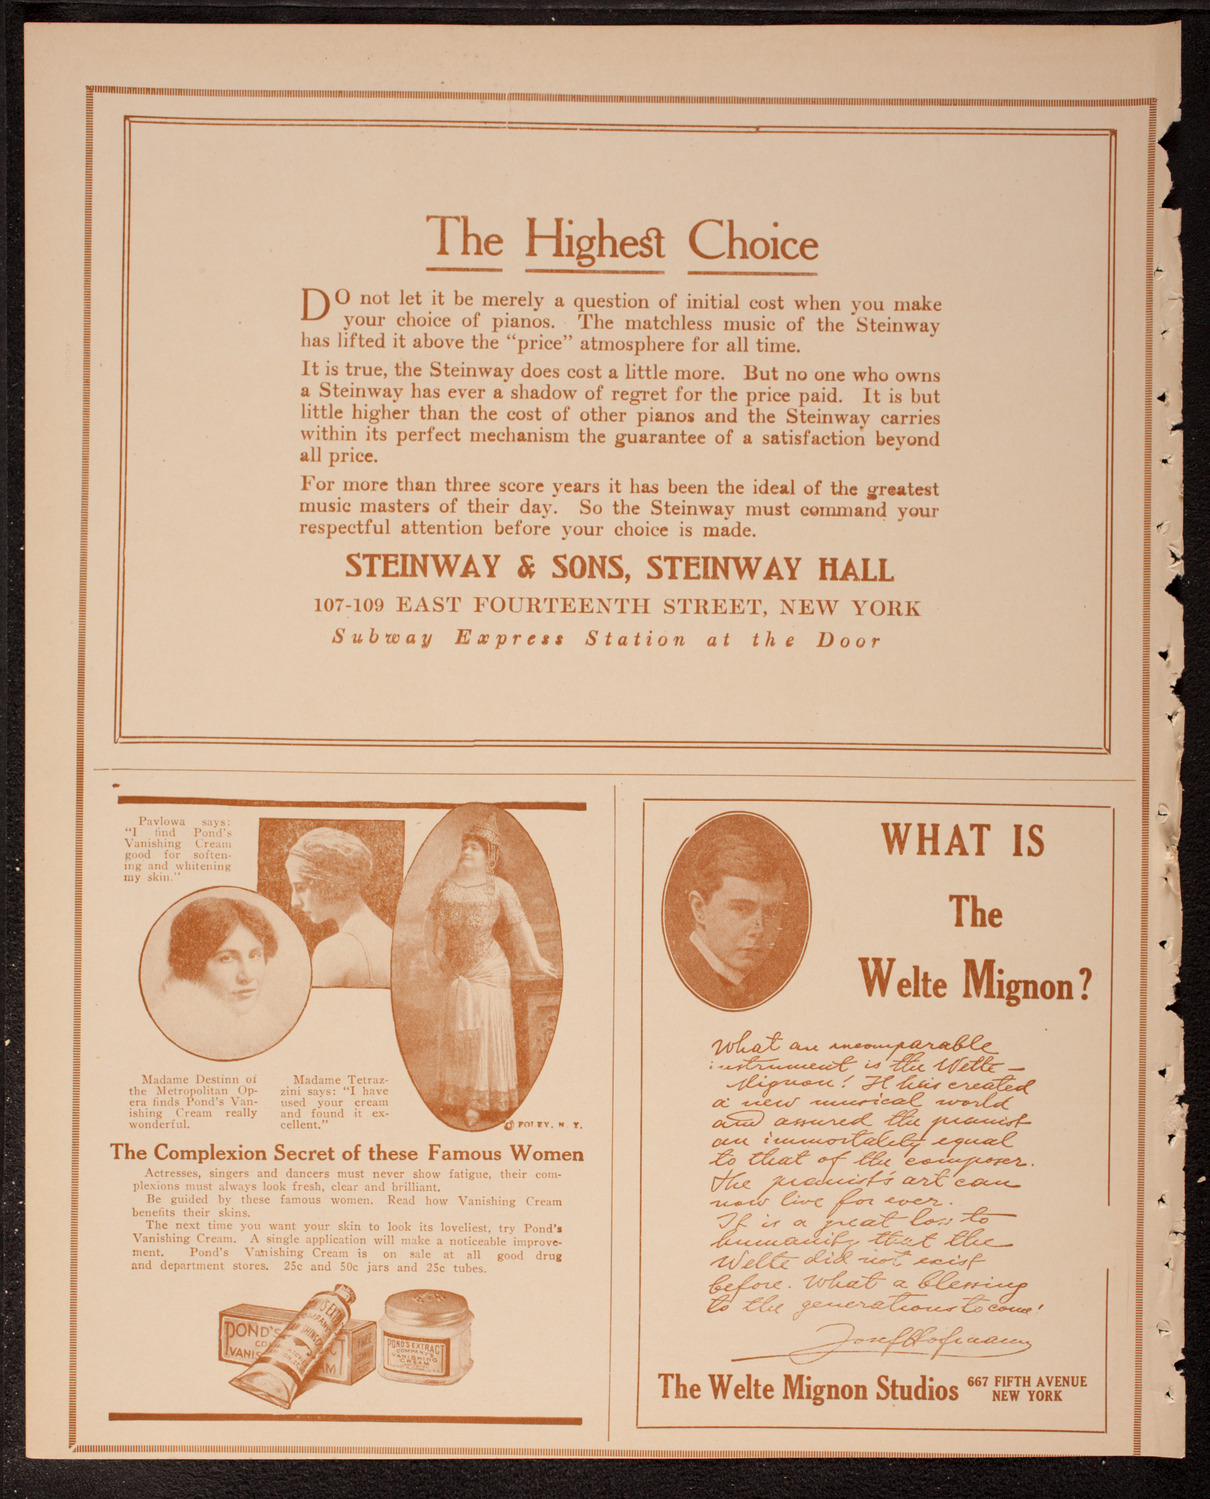 The Highest Choice
DO not let it be merely a question of initial cost when you make
your choice of pianos. The matchless music of the Steinway
has lifted it above the "price" atmosphere for all time.
It is true, the Steinway does cost a little more. But no one who owns
a Steinway has ever a shadow of regret for the price paid. It is but
little higher than the cost of other pianos and the Steinway carries
within its perfect mechanism the guarantee of a satisfaction beyond
all price.
For more than three score years it has been the ideal of the greatest
music masters of their day. So the Steinway must command your
respectful attention before your choice is made.
STEINWAY & SONS, STEINWAY HALL
107-109 EAST FOURTEENTH STREET, NEW YORK
Subway Express Station at the Door
Pavlowa says:
"I find Pond's
Vanishing Cream
good for soften-
ing and whitening
my skin."
Madame Destinn of
the Metropolitan Op-
era finds Pond's Van-
ishing Cream really
wonderful.
Madame Tetraz-
zini says: "I have
used your cream
and found it ex-
cellent."
© FOLEY, N. Y.
The Complexion Secret of these Famous Women
Actresses, singers and dancers must never show fatigue, their com-
plexions must always look fresh, clear and brilliant.
Be guided by these famous women. Read how Vanishing Cream
benefits their skins.
The next time you want your skin to look its loveliest, try Pond's
Vanishing Cream. A single application will make a noticeable improve-
ment. Pond's Vanishing Cream is on sale at all good drug
and department stores. 25c and 50c jars and 25c tubes.
POND'S
VANIS
POND'S EXTRACT
COMPANY'S
VANISHING
CREAM
WHAT IS
The
Welte Mignon?
What an incomparable
instrument is the Welte-
Mignon! It has created
a new musical world
and assured the pianist
an immortality equal
to that of the composer.
The pianist's art can
now live for ever.
It is a great loss to
humanity that the
Welte did not exist
before. What a blessing
to the generations to come!
Josef Hofmann
The Welte Mignon Studios 667 FIFTH AVENUE
NEW YORK